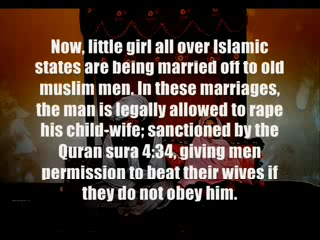 Now, little girl all over Islamic
states are being married off to old
muslim men. In these marriages,
the man is legally allowed to rape
his child-wife; sanctioned by the
Quran sura 4:34, giving men
permission to beat their wives if
they do not obey him.